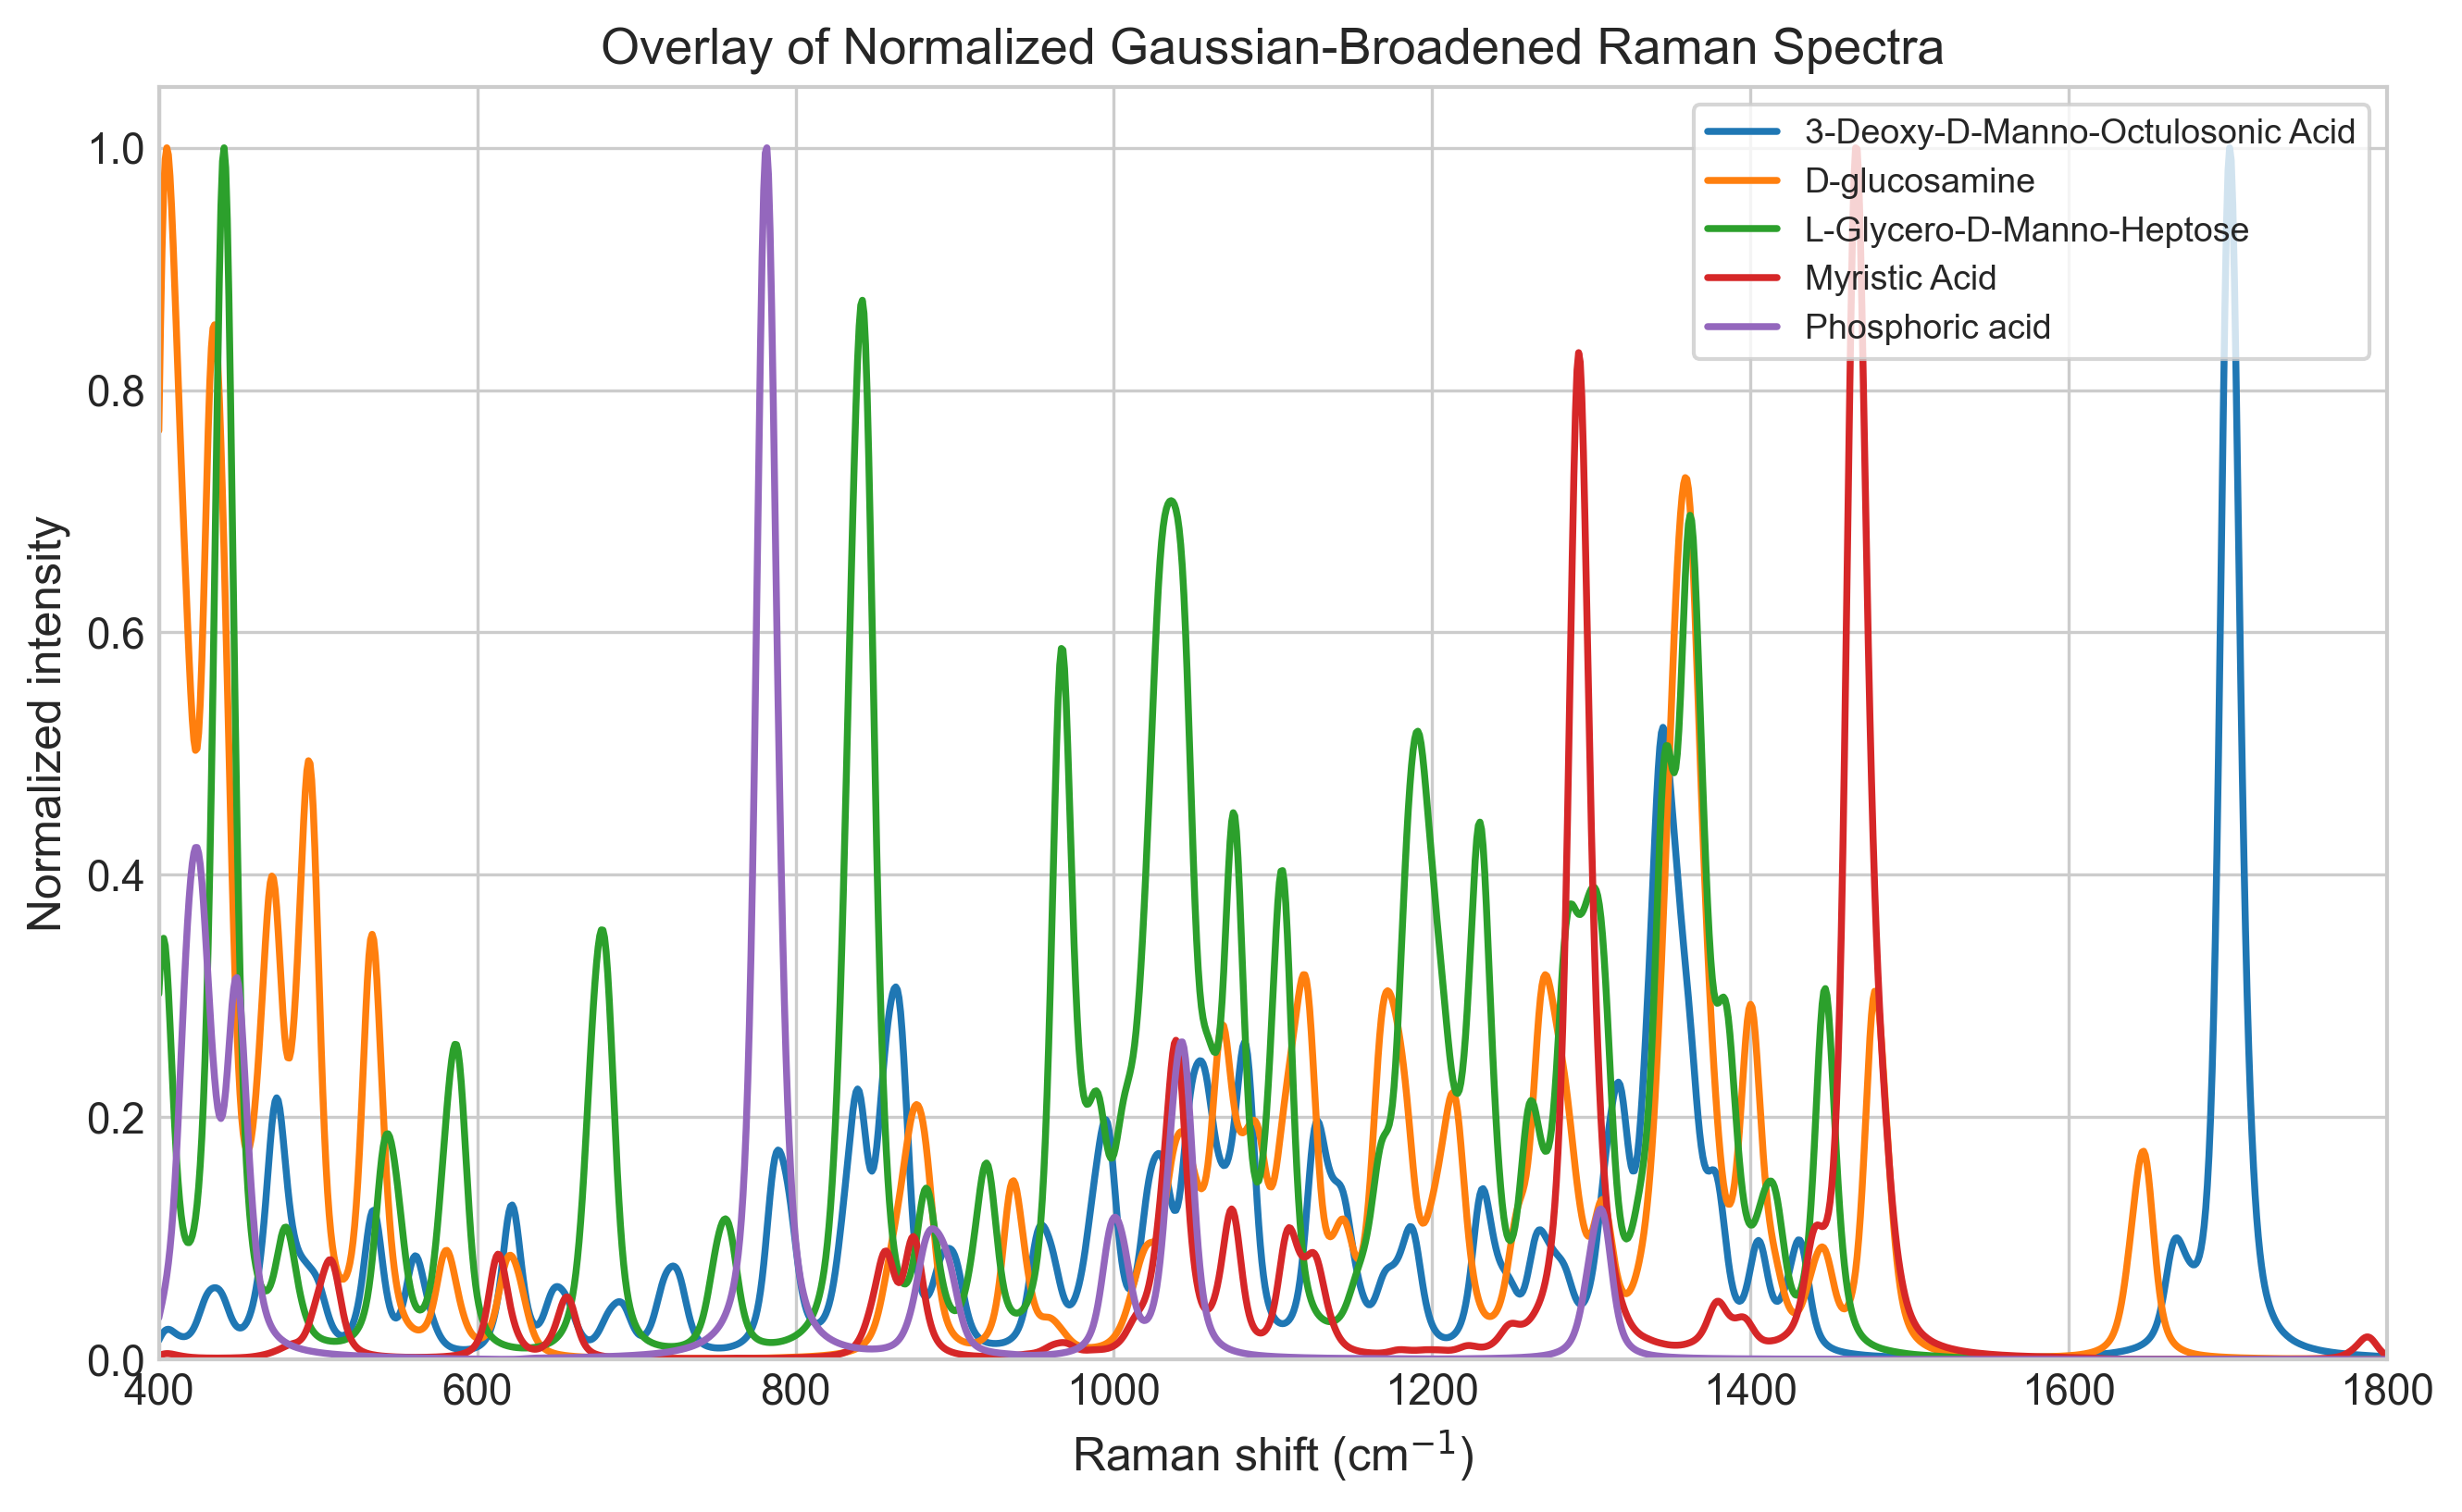 Overlay of Normalized Gaussian-Broadened Raman Spectra
3-Deoxy-D-Manno-Octulosonic Acid
D-glucosamine
L-Glycero-D-Manno-Heptose
Myristic Acid
Phosphoric acid
Normalized intensity
1.0
0.8
0.6
0.4
0.2
0.0
400 600 800 1000 1200 1400 1600 1800
Raman shift (cm⁻¹)